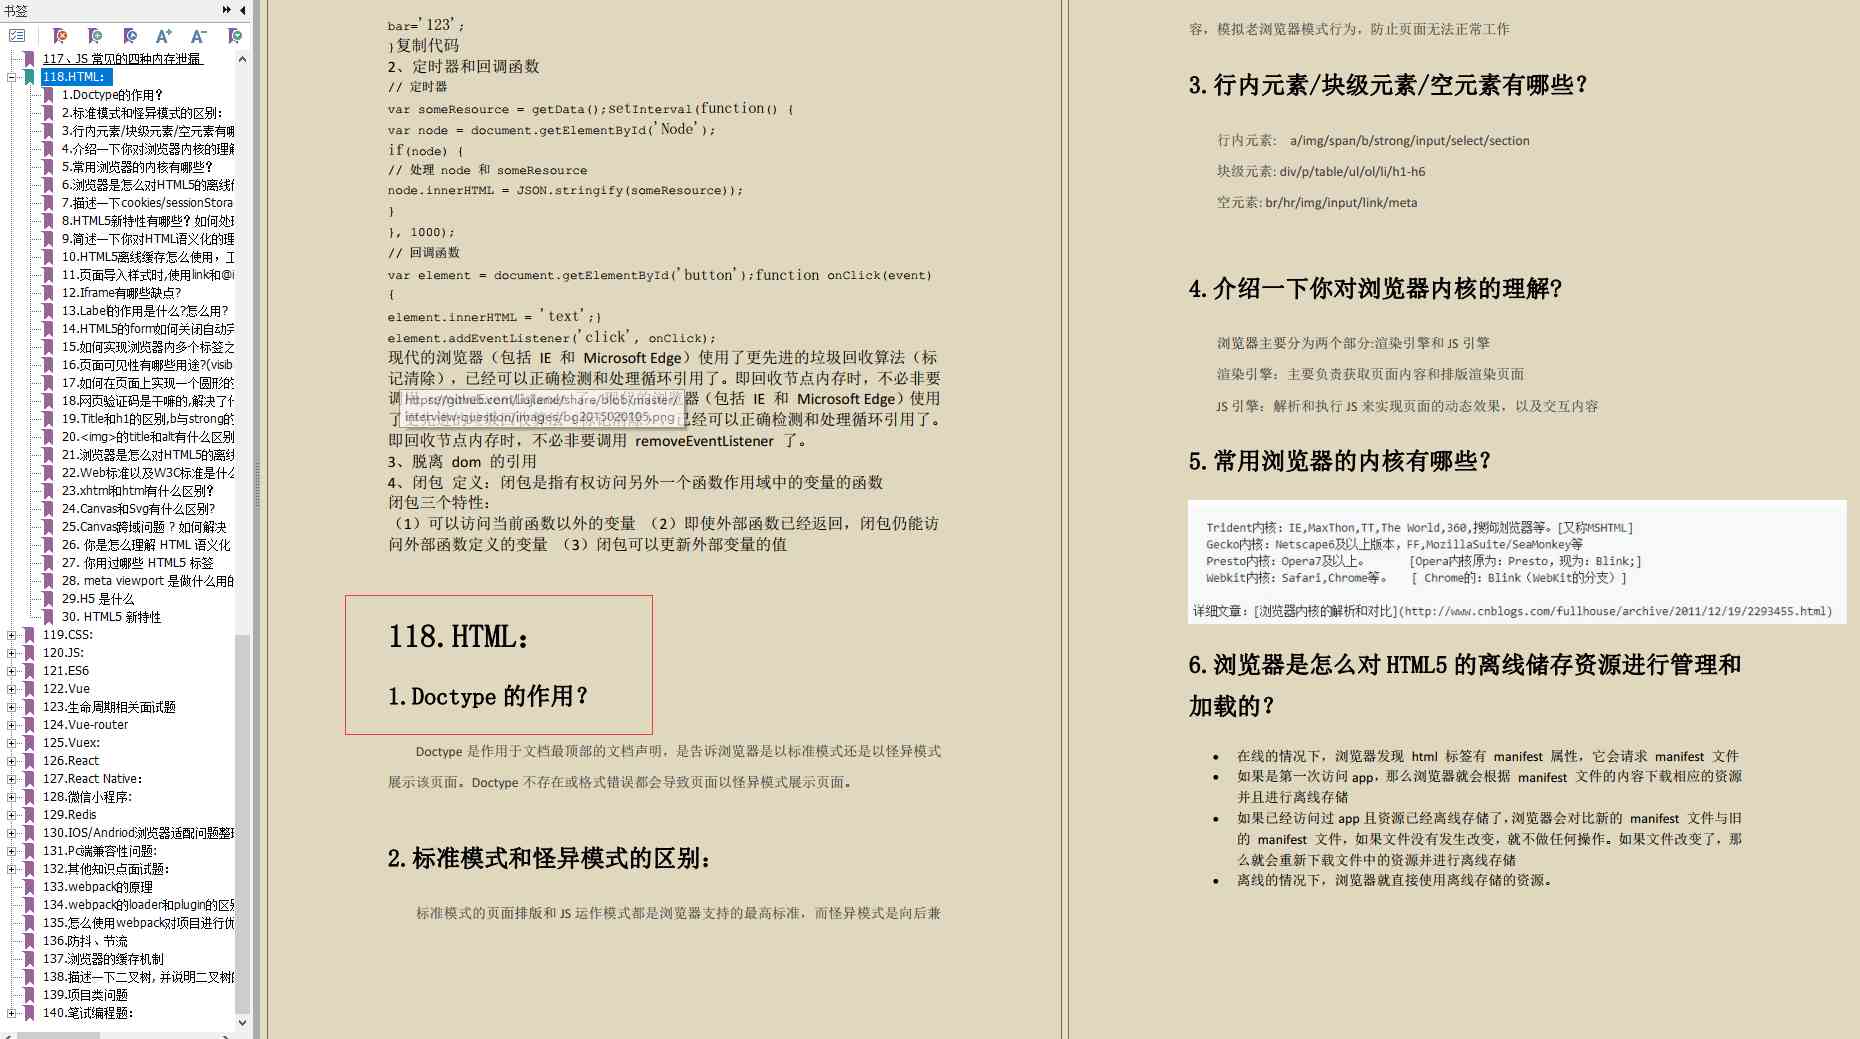 书签
117、JS 常见的四种内存泄漏
118.HTML:
1.Doctype的作用?
2.标准模式和怪异模式的区别:
3.行内元素/块级元素/空元素有哪
4.介绍一下你对浏览器内核的理解
5.常用浏览器的内核有哪些?
6.浏览器是怎么对HTML5的离线
7.描述一下cookies/sessionStora
8.HTML5新特性有哪些? 如何处理
9.简述一下你对HTML语义化的理
10.HTML5离线缓存怎么使用,工
11.页面导入样式时,使用link和@i
12.Iframe有哪些缺点?
13.Label的作用是什么?怎么用?
14.HTML5的form如何关闭自动完
15.如何实现浏览器内多个标签之
16.页面可见性有哪些用途?(visib
17.如何在页面上实现一个圆形的
18.网页验证码是干嘛的,解决了什
19.Title和h1的区别,b与strong的
20.<img>的title和alt有什么区别
21.浏览器是怎么对HTML5的离线
22.Web标准以及W3C标准是什么
23.xhtml和html有什么区别?
24.Canvas和Svg有什么区别?
25.Canvas跨域问题 ? 如何解决
26. 你是怎么理解 HTML 语义化
27. 你用过哪些 HTML5 标签
28. meta viewport 是做什么用的
29.H5 是什么
30. HTML5 新特性
119.CSS:
120.JS:
121.ES6
122.Vue
123.生命周期相关面试题
124.Vue-router
125.Vuex:
126.React
127.React Native:
128.微信小程序:
129.Redis
130.IOS/Andriod浏览器适配问题整理
131.Pc端兼容性问题:
132.其他知识点面试题:
133.webpack的原理
134.webpack的loader和plugin的区别
135.怎么使用webpack对项目进行优
136.防抖、节流
137.浏览器的缓存机制
138.描述一下二叉树, 并说明二叉树的
139.项目类问题
140.笔试编程题:
bar='123';
}复制代码
2、定时器和回调函数
// 定时器
var someResource = getData();setInterval(function() {
var node = document.getElementById('Node');
if(node) {
// 处理 node 和 someResource
node.innerHTML = JSON.stringify(someResource));
}
}, 1000);
// 回调函数
var element = document.getElementById('button');function onClick(event)
{
element.innerHTML = 'text';}
element.addEventListener('click', onClick);
现代的浏览器（包括 IE 和 Microsoft Edge）使用了更先进的垃圾回收算法（标
记清除），已经可以正确检测和处理循环引用了。即回收节点内存时，不必非要
调 器（包括 IE 和 Microsoft Edge）使用
https://github.com/Liqiane/share/blob/master/
了 已经可以正确检测和处理循环引用了。
interview-question/images/bg2015020105.png
即回收节点内存时，不必非要调用 removeEventListener 了。
3、脱离 dom 的引用
4、闭包 定义：闭包是指有权访问另外一个函数作用域中的变量的函数
闭包三个特性：
（1）可以访问当前函数以外的变量 （2）即使外部函数已经返回，闭包仍能访
问外部函数定义的变量 （3）闭包可以更新外部变量的值
118.HTML：
1.Doctype 的作用？
Doctype 是作用于文档最顶部的文档声明，是告诉浏览器是以标准模式还是以怪异模式
展示该页面。Doctype 不存在或格式错误都会导致页面以怪异模式展示页面。
2.标准模式和怪异模式的区别：
标准模式的页面排版和 JS 运作模式都是浏览器支持的最高标准，而怪异模式是向后兼
容，模拟老浏览器模式行为，防止页面无法正常工作
3.行内元素/块级元素/空元素有哪些？
行内元素: a/img/span/b/strong/input/select/section
块级元素: div/p/table/ul/ol/li/h1-h6
空元素: br/hr/img/input/link/meta
4.介绍一下你对浏览器内核的理解?
浏览器主要分为两个部分:渲染引擎和 JS 引擎
渲染引擎：主要负责获取页面内容和排版渲染页面
JS 引擎：解析和执行 JS 来实现页面的动态效果，以及交互内容
5.常用浏览器的内核有哪些？
Trident内核：IE,MaxThon,TT,The World,360,搜狗浏览器等。[又称MSHTML]
Gecko内核：Netscape6及以上版本，FF,MozillaSuite/SeaMonkey等
Presto内核：Opera7及以上。 [Opera内核原为：Presto，现为：Blink;]
Webkit内核：Safari,Chrome等。 [ Chrome的：Blink（WebKit的分支）]
详细文章：[浏览器内核的解析和对比](http://www.cnblogs.com/fullhouse/archive/2011/12/19/2293455.html)
6.浏览器是怎么对 HTML5 的离线储存资源进行管理和
加载的？
• 在线的情况下，浏览器发现 html 标签有 manifest 属性，它会请求 manifest 文件
• 如果是第一次访问 app，那么浏览器就会根据 manifest 文件的内容下载相应的资源
并且进行离线存储
• 如果已经访问过 app 且资源已经离线存储了，浏览器会对比新的 manifest 文件与旧
的 manifest 文件，如果文件没有发生改变，就不做任何操作。如果文件改变了，那
么就会重新下载文件中的资源并进行离线存储
• 离线的情况下，浏览器就直接使用离线存储的资源。